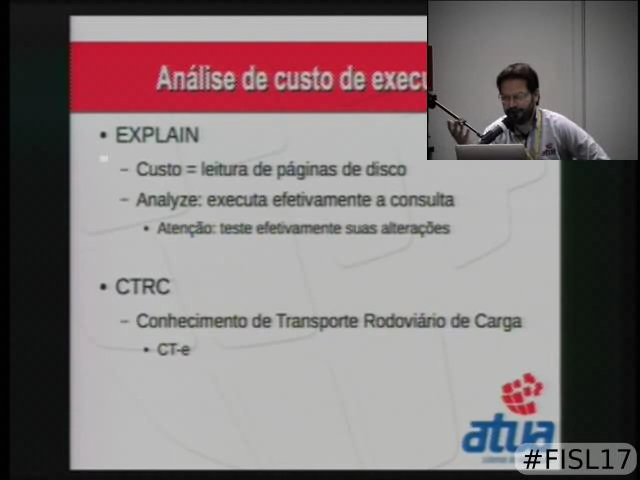 Análise de custo de execu
• EXPLAIN
– Custo = leitura de páginas de disco
– Analyze: executa efetivamente a consulta
• Atenção: teste efetivamente suas alterações
• CTRC
– Conhecimento de Transporte Rodoviário de Carga
• CT-e
atua
#FISL17